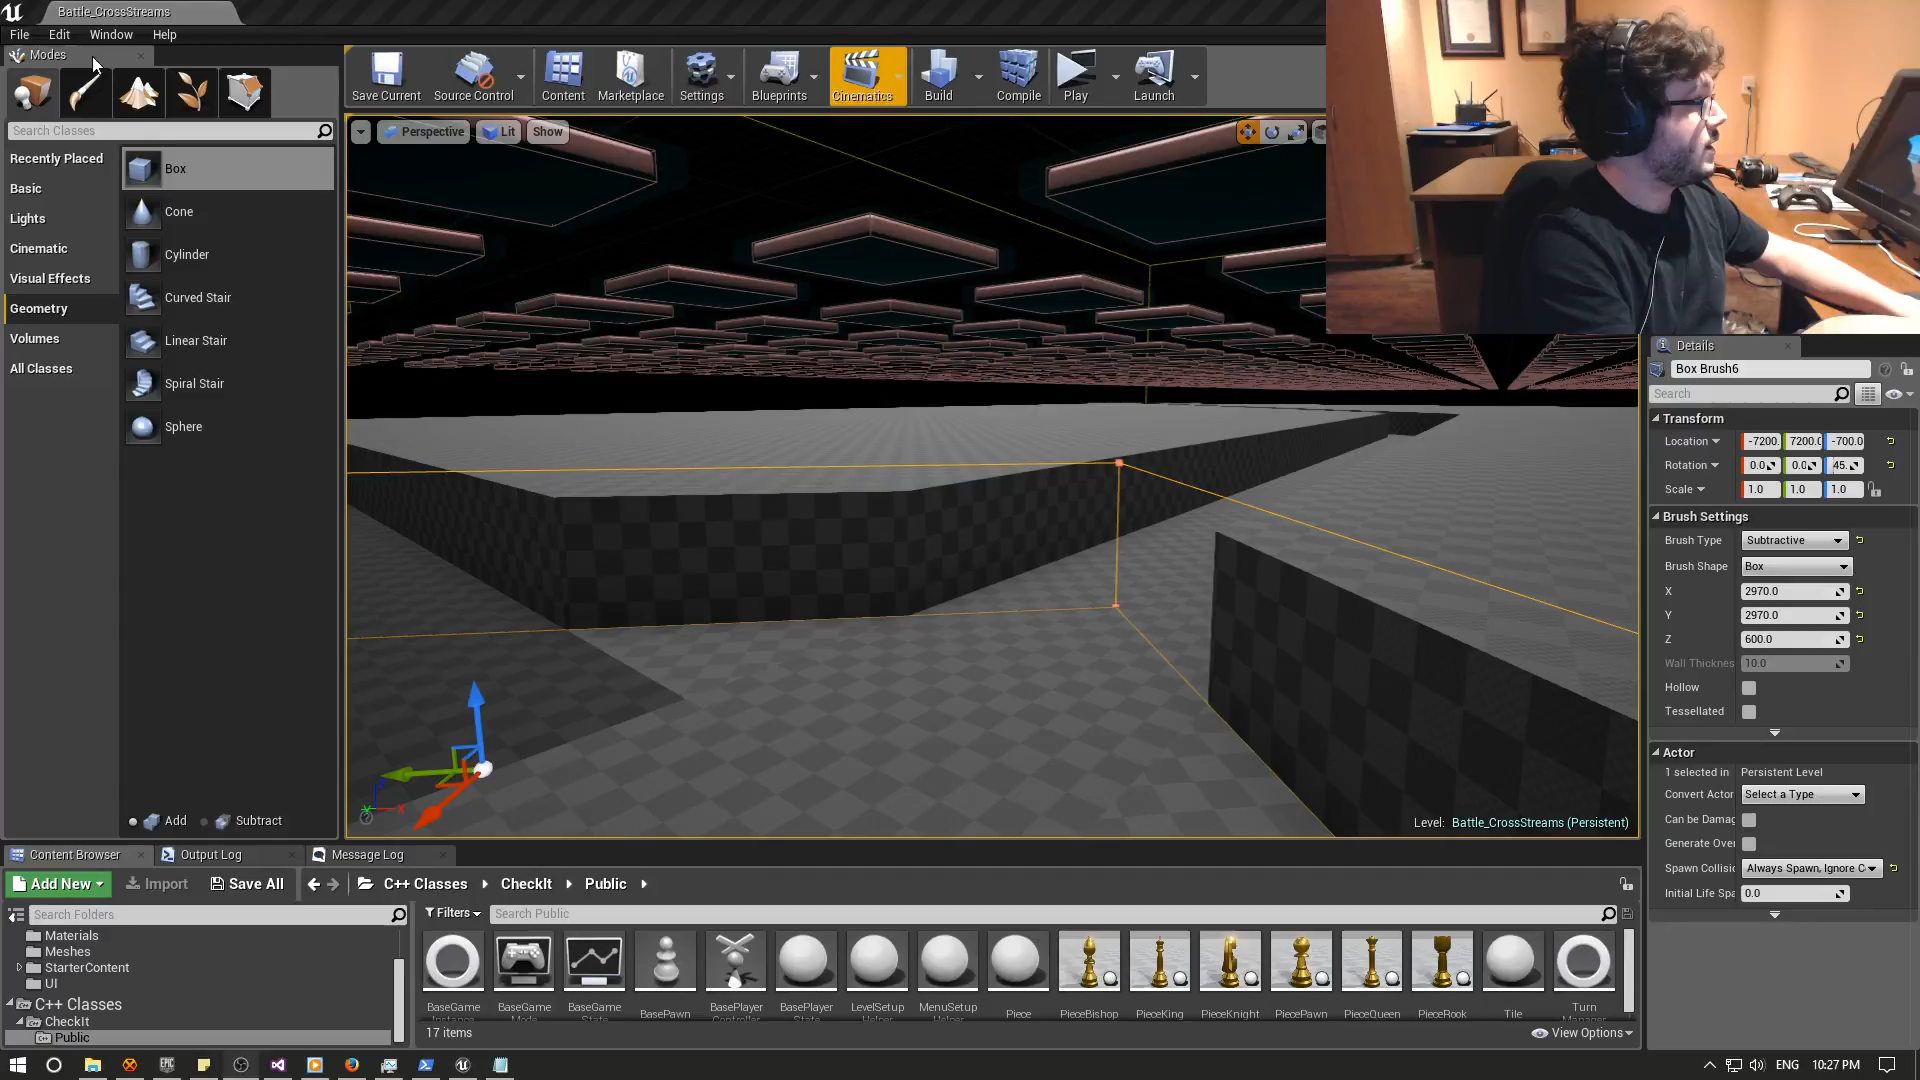 Battle_CrossStreams
File Edit Window Help
Modes
Save Current Source Control Content Marketplace Settings Blueprints Cinematics Build Compile Play Launch
Search Classes
Perspective Lit Show
Recently Placed
Basic
Lights
Cinematic
Visual Effects
Geometry
Volumes
All Classes
Box
Cone
Cylinder
Curved Stair
Linear Stair
Spiral Stair
Sphere
Add Subtract
Level: Battle_CrossStreams (Persistent)
Details
Box Brush6
Search
Transform
Location -7200. 7200.0 -700.0
Rotation 0.0 0.0 45.
Scale 1.0 1.0 1.0
Brush Settings
Brush Type Subtractive
Brush Shape Box
X 2970.0
Y 2970.0
Z 600.0
Wall Thicknes 10.0
Hollow
Tessellated
Actor
1 selected in Persistent Level
Convert Actor Select a Type
Can be Damag
Generate Over
Spawn Collisio Always Spawn, Ignore C
Initial Life Spa 0.0
Content Browser Output Log Message Log
Add New Import Save All C++ Classes CheckIt Public
Search Folders
Filters Search Public
Materials
Meshes
StarterContent
UI
C++ Classes
CheckIt
Public
BaseGame Instance
BaseGame Mode
BaseGame State
BasePawn
BasePlayer Controller
BasePlayer State
LevelSetup Helper
MenuSetup Helper
Piece
PieceBishop
PieceKing
PieceKnight
PiecePawn
PieceQueen
PieceRook
Tile
Turn Manager
17 items
View Options
ENG 10:27 PM